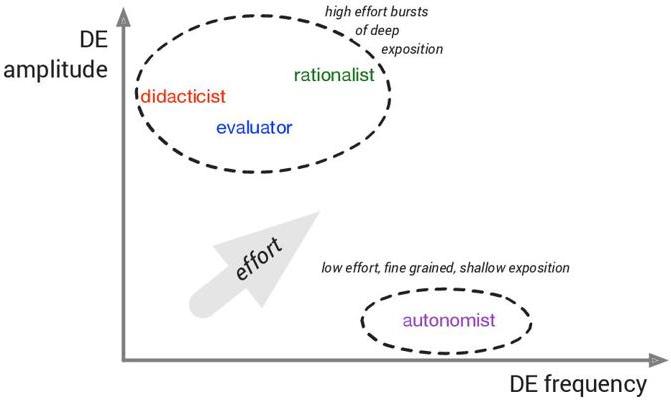 high effort bursts
of deep
exposition
DE
amplitude
rationalist
didacticist
evaluator
effort
low effort, fine grained, shallow exposition
autonomist
DE frequency